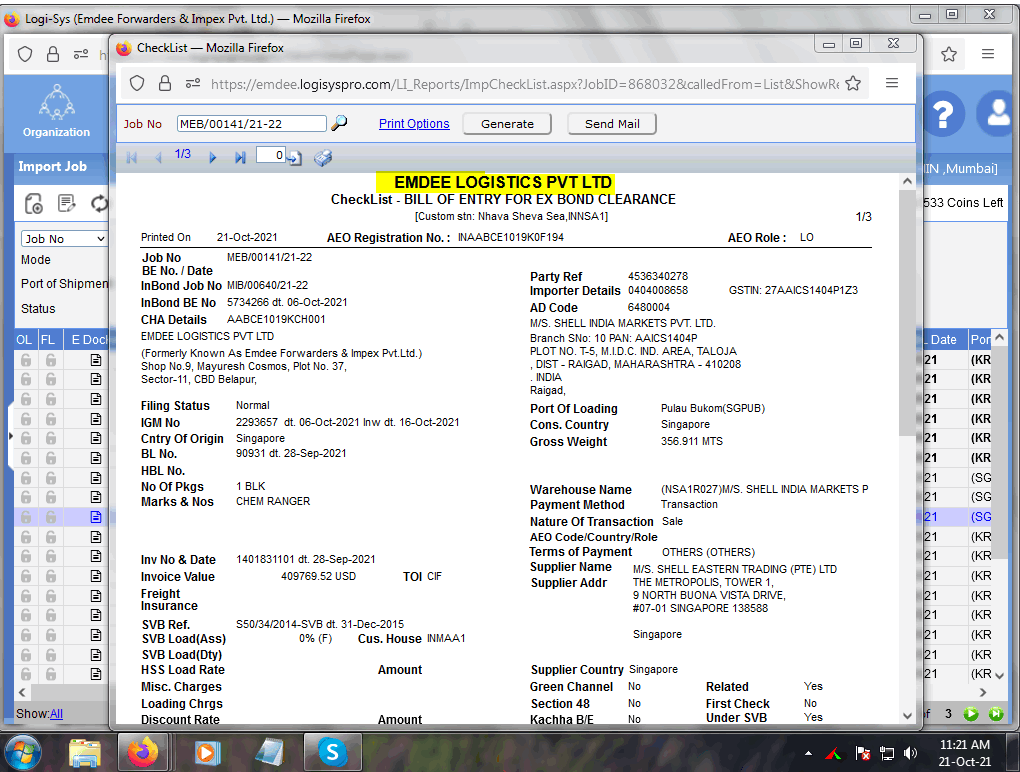 Logi-Sys (Emdee Forwarders & Impex Pvt. Ltd.) — Mozilla Firefox
CheckList — Mozilla Firefox
https://emdee.logisyspro.com/LI_Reports/ImpCheckList.aspx?JobID=868032&calledFrom=List&ShowRe
Job No MEB/00141/21-22 Print Options Generate Send Mail
Organization
?
1/3 0
Import Job
IIN ,Mumbai]
533 Coins Left
Job No
Mode
Port of Shipmen
Status
EMDEE LOGISTICS PVT LTD
CheckList - BILL OF ENTRY FOR EX BOND CLEARANCE
[Custom stn: Nhava Sheva Sea,INNSA1]
1/3
Printed On 21-Oct-2021 AEO Registration No. : INAABCE1019K0F194 AEO Role : LO
Job No MEB/00141/21-22
BE No. / Date
InBond Job No MIB/00640/21-22
InBond BE No 5734266 dt. 06-Oct-2021
CHA Details AABCE1019KCH001
EMDEE LOGISTICS PVT LTD
(Formerly Known As Emdee Forwarders & Impex Pvt.Ltd.)
Shop No.9, Mayuresh Cosmos, Plot No. 37,
Sector-11, CBD Belapur,
Party Ref 4536340278
Importer Details 0404008658 GSTIN: 27AAICS1404P1Z3
AD Code 6480004
M/S. SHELL INDIA MARKETS PVT. LTD.
Branch SNo: 10 PAN: AAICS1404P
PLOT NO. T-5, M.I.D.C. IND. AREA, TALOJA
, DIST - RAIGAD, MAHARASHTRA - 410208
. INDIA
Raigad,
Filing Status Normal
IGM No 2293657 dt. 06-Oct-2021 Inw dt. 16-Oct-2021
Cntry Of Origin Singapore
BL No. 90931 dt. 28-Sep-2021
HBL No.
No Of Pkgs 1 BLK
Marks & Nos CHEM RANGER
Port Of Loading Pulau Bukom(SGPUB)
Cons. Country Singapore
Gross Weight 356.911 MTS
Warehouse Name (NSA1R027)M/S. SHELL INDIA MARKETS P
Payment Method Transaction
Nature Of Transaction Sale
AEO Code/Country/Role
Terms of Payment OTHERS (OTHERS)
Supplier Name M/S. SHELL EASTERN TRADING (PTE) LTD
Supplier Addr THE METROPOLIS, TOWER 1,
9 NORTH BUONA VISTA DRIVE,
#07-01 SINGAPORE 138588
Singapore
Inv No & Date 1401831101 dt. 28-Sep-2021
Invoice Value 409769.52 USD TOI CIF
Freight
Insurance
SVB Ref. S50/34/2014-SVB dt. 31-Dec-2015
SVB Load(Ass) 0% (F) Cus. House INMAA1
SVB Load(Dty)
HSS Load Rate Amount
Misc. Charges
Loading Chrgs
Discount Rate Amount
Supplier Country Singapore
Green Channel No Related Yes
Section 48 No First Check No
Kachha B/E No Under SVB Yes
OL FL E Dock
Date Por
21 (KR
21 (KR
21 (KR
21 (KR
21 (KR
21 (KR
21 (SG
21 (SG
21 (SG
21 (KR
21 (KR
21 (KR
21 (KR
21 (KR
21 (KR
21 (KR
21 (KR
Show:All
of 3
S
11:21 AM
21-Oct-21